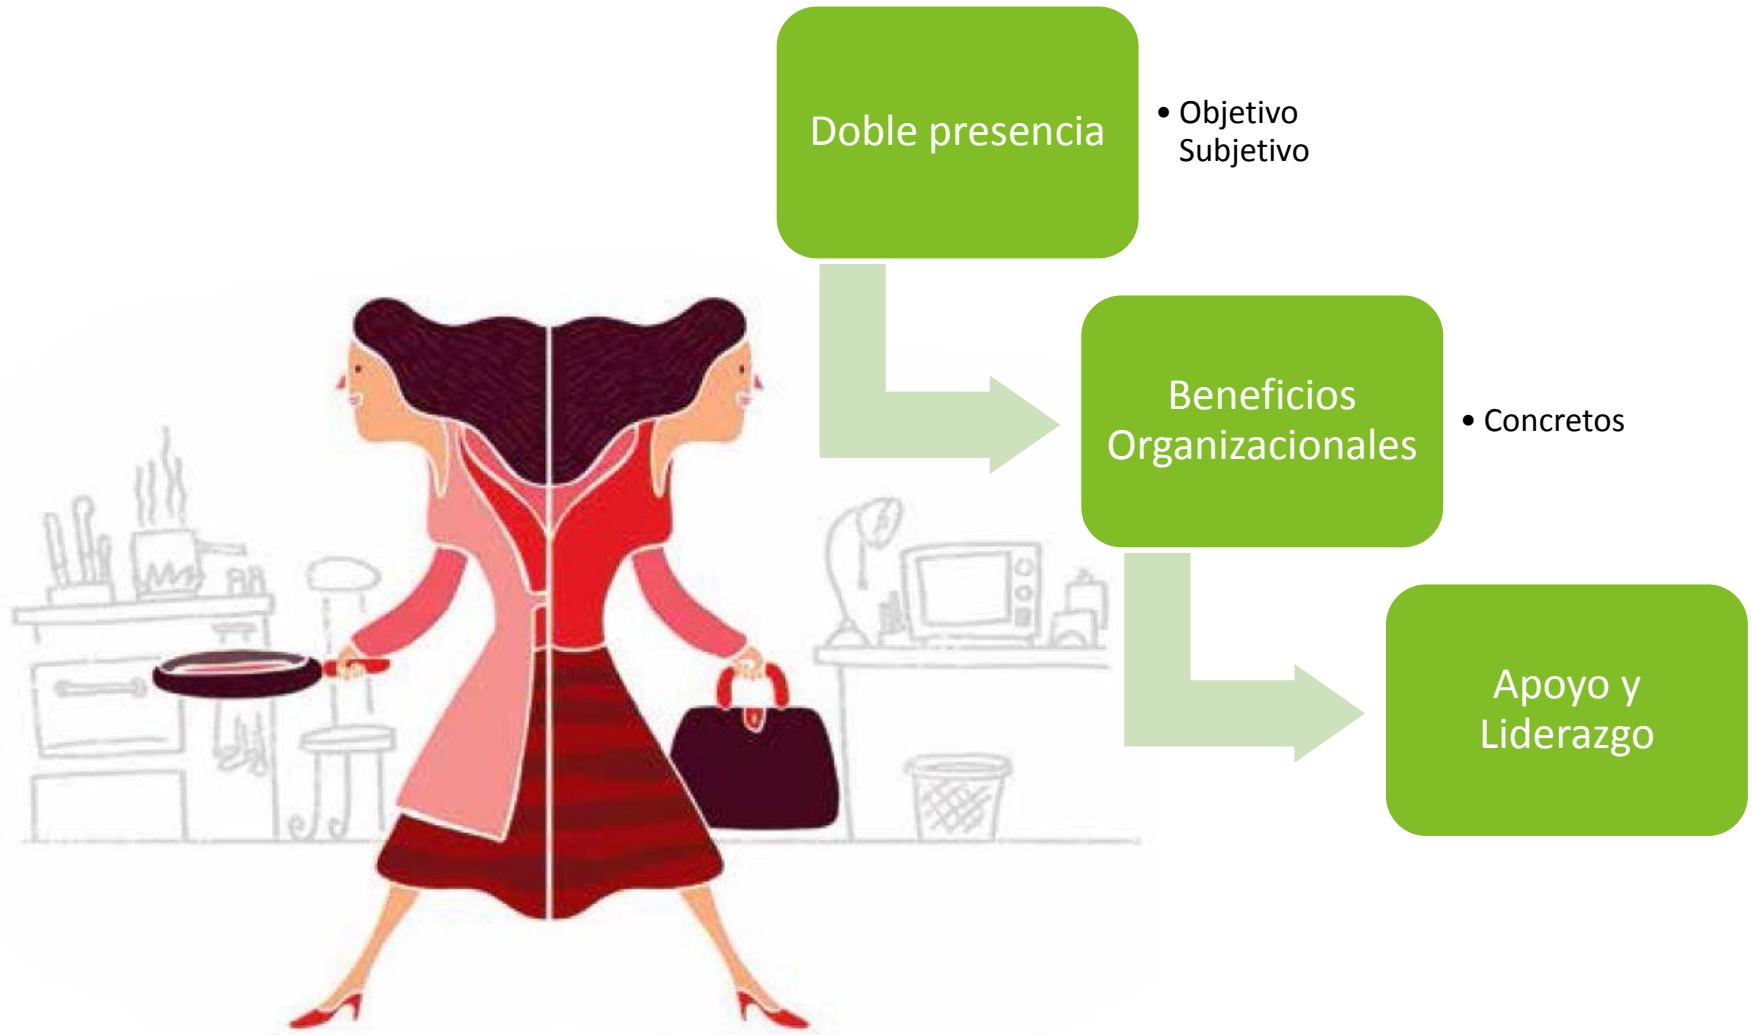 Doble presencia
• Objetivo
Subjetivo
Beneficios
Organizacionales
• Concretos
Apoyo y
Liderazgo